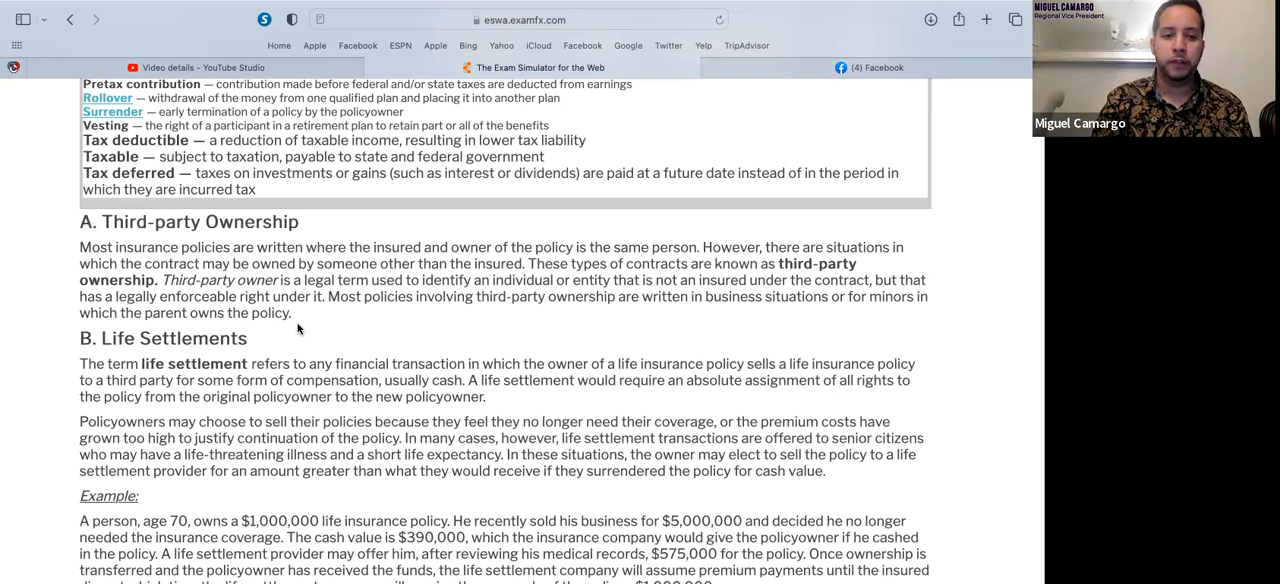 MIGUEL CAMARGO
Regional Vice President
eswa.examfx.com
Home Apple Facebook ESPN Apple Bing Yahoo iCloud Facebook Google Twitter Yelp TripAdvisor
Video details - YouTube Studio
The Exam Simulator for the Web
(4) Facebook
Miguel Camargo
Pretax contribution — contribution made before federal and/or state taxes are deducted from earnings
Rollover — withdrawal of the money from one qualified plan and placing it into another plan
Surrender — early termination of a policy by the policyowner
Vesting — the right of a participant in a retirement plan to retain part or all of the benefits
Tax deductible — a reduction of taxable income, resulting in lower tax liability
Taxable — subject to taxation, payable to state and federal government
Tax deferred — taxes on investments or gains (such as interest or dividends) are paid at a future date instead of in the period in
which they are incurred tax
A. Third-party Ownership
Most insurance policies are written where the insured and owner of the policy is the same person. However, there are situations in
which the contract may be owned by someone other than the insured. These types of contracts are known as third-party
ownership. Third-party owner is a legal term used to identify an individual or entity that is not an insured under the contract, but that
has a legally enforceable right under it. Most policies involving third-party ownership are written in business situations or for minors in
which the parent owns the policy.
B. Life Settlements
The term life settlement refers to any financial transaction in which the owner of a life insurance policy sells a life insurance policy
to a third party for some form of compensation, usually cash. A life settlement would require an absolute assignment of all rights to
the policy from the original policyowner to the new policyowner.
Policyowners may choose to sell their policies because they feel they no longer need their coverage, or the premium costs have
grown too high to justify continuation of the policy. In many cases, however, life settlement transactions are offered to senior citizens
who may have a life-threatening illness and a short life expectancy. In these situations, the owner may elect to sell the policy to a life
settlement provider for an amount greater than what they would receive if they surrendered the policy for cash value.
Example:
A person, age 70, owns a $1,000,000 life insurance policy. He recently sold his business for $5,000,000 and decided he no longer
needed the insurance coverage. The cash value is $390,000, which the insurance company would give the policyowner if he cashed
in the policy. A life settlement provider may offer him, after reviewing his medical records, $575,000 for the policy. Once ownership is
transferred and the policyowner has received the funds, the life settlement company will assume premium payments until the insured